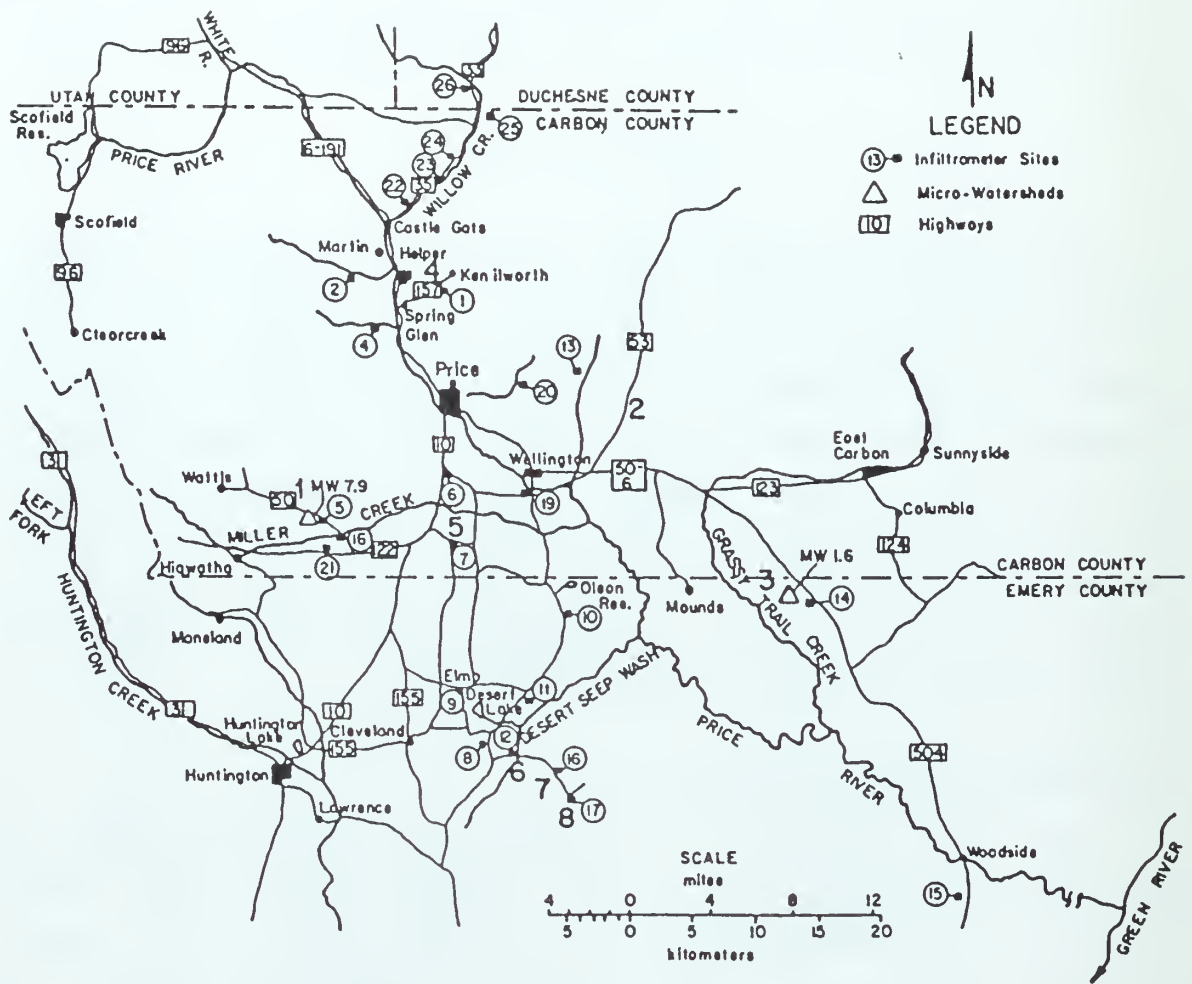 WHITE R.
96
33
26
UTAH COUNTY
DUCHESNE COUNTY
CARBON COUNTY
Scofield Res.
PRICE RIVER
6-191
25
24
23
35
22
WILLOW CR.
N
LEGEND
13 Infiltrometer Sites
Micro-Watersheds
10 Highways
Scofield
Castle Gate
Martin
Helper
4
Kenilworth
96
2
157
1
Spring Glen
Clearcreek
4
13
53
Price
20
2
10
East Carbon
Sunnyside
31
Wattis
Wellington
50-6
123
1 MW 7.9
50
5
6
19
Columbia
LEFT FORK
MILLER CREEK
16
5
124
122
7
GRASSY TRAIL CREEK
MW 1.6
Hiawatha
21
3
CARBON COUNTY
EMERY COUNTY
Olson Res.
Mounds
14
10
Moneland
HUNTINGTON CREEK
31
Elmo
Desert Lake
11
DESERT SEEP WASH
10
155
9
PRICE RIVER
Huntington Lake
Cleveland
12
155
8
504
Huntington
6
16
7
8
17
Lawrence
Woodside
SCALE
miles
4 0 4 8 12
5 0 5 10 15 20
kilometers
15
GREEN RIVER